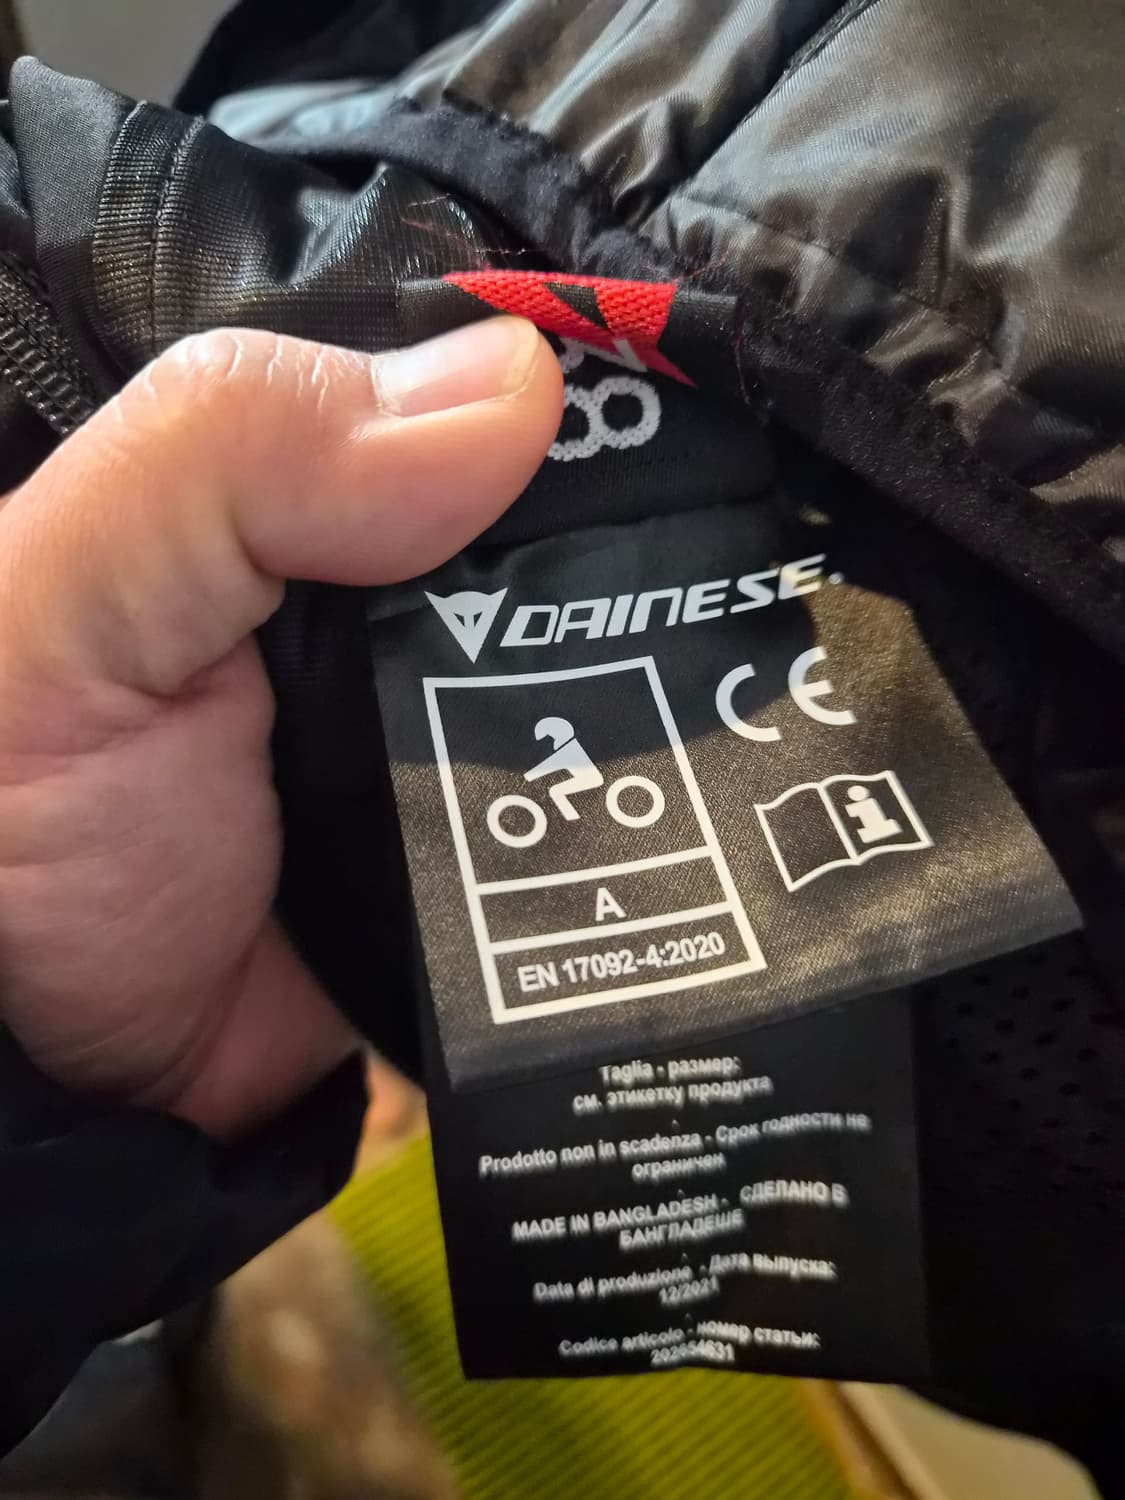 DAINESE.
CE
i
A
EN 17092-4:2020
Taglia - размер:
см. этикетку продукта
Prodotto non in scadenza - Срок годности не
ограничен
MADE IN BANGLADESH - СДЕЛАНО В
БАНГЛАДЕШЕ
Data di produzione - Дата выпуска:
12/2021
Codice articolo - номер статьи: